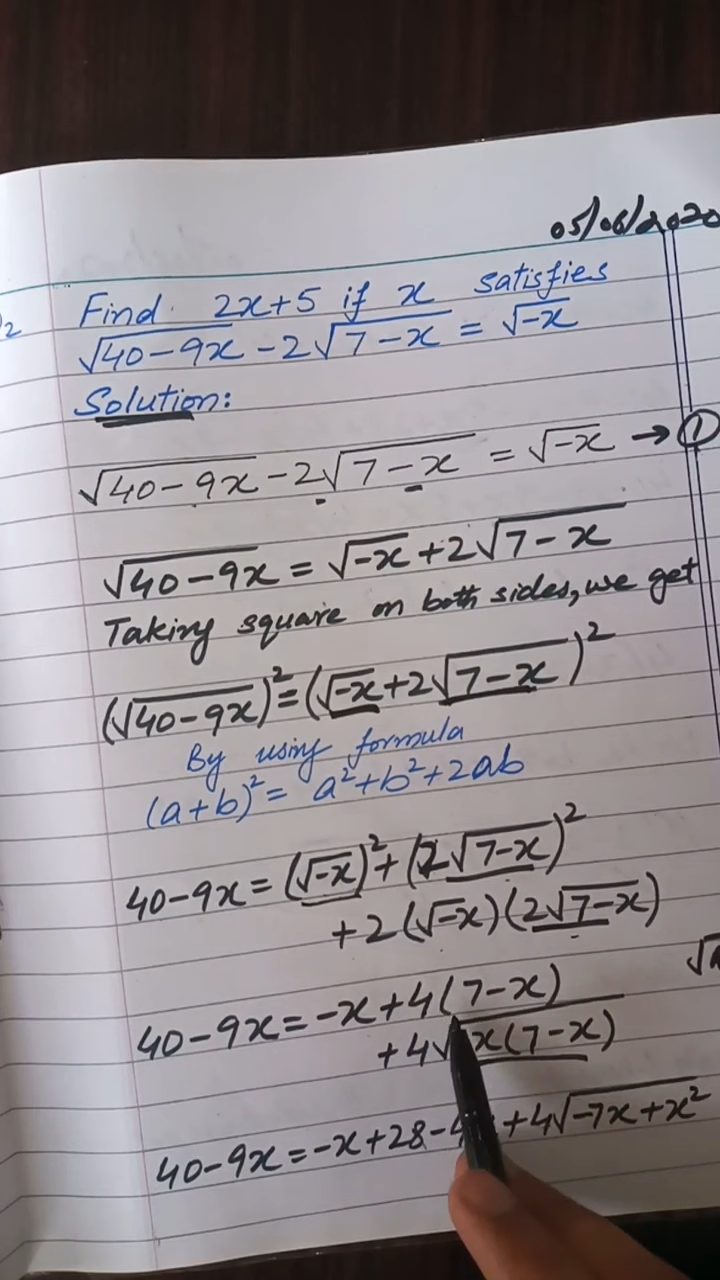 05/06/2020
Find 2x+5 if x satisfies
√40-9x - 2√7-x = √-x
Solution:
√40-9x - 2√7-x = √-x → ①
√40-9x = √-x + 2√7-x
Taking square on both sides, we get
(√40-9x)² = (√-x + 2√7-x)²
By using formula
(a+b)² = a²+b²+2ab
40-9x = (√-x)² + (2√7-x)²
+2(√-x)(2√7-x)
40-9x = -x+4(7-x)
+4√ x(7-x)
40-9x = -x+28-4 +4√-7x+x²